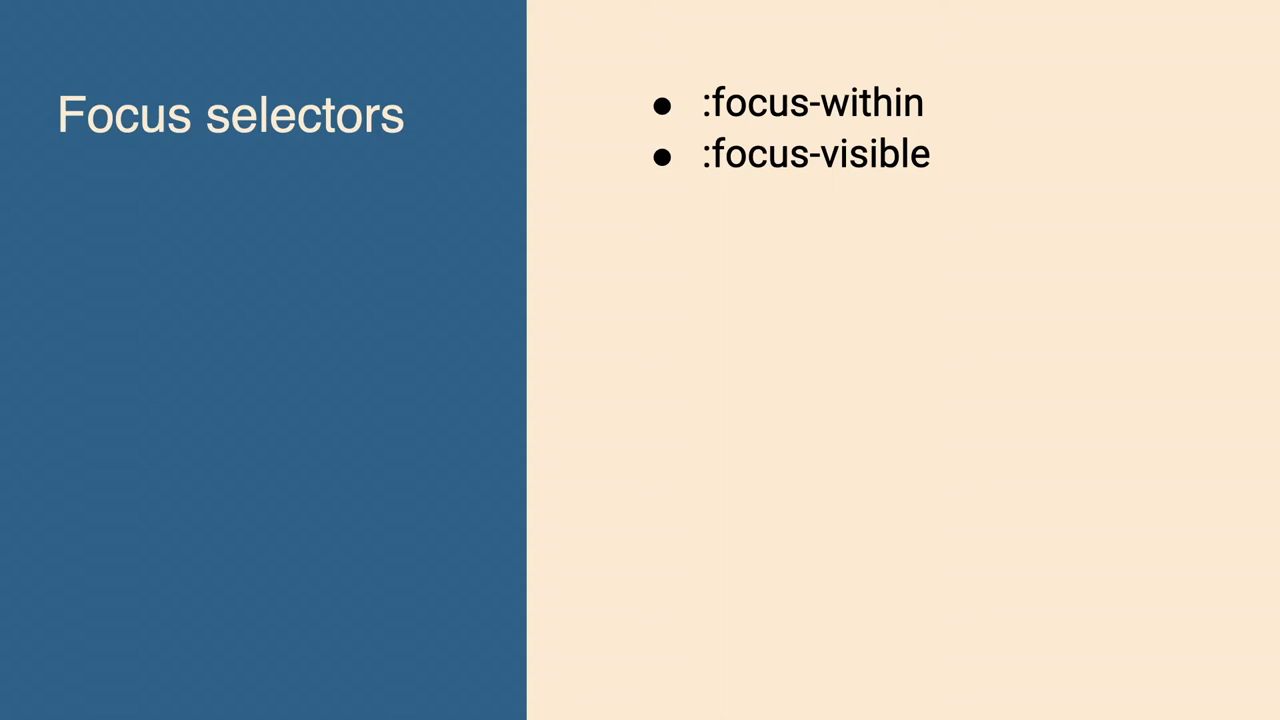 Focus selectors
● :focus-within
● :focus-visible